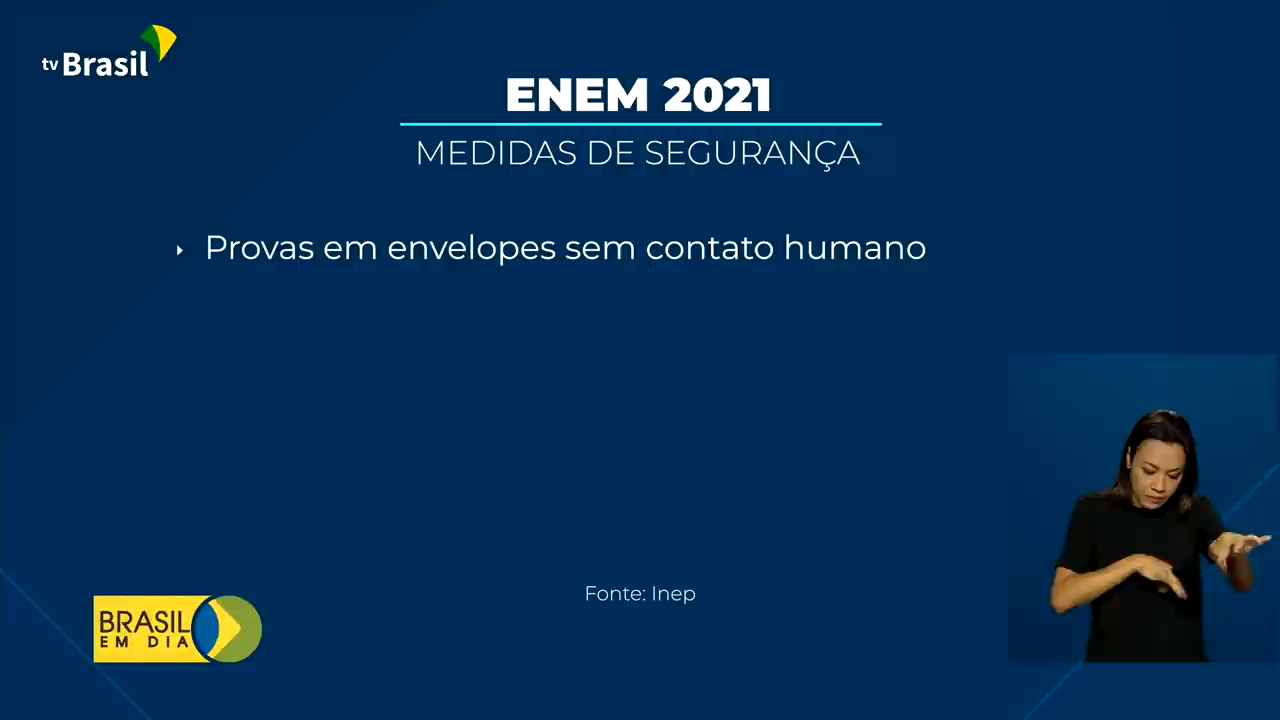 tv Brasil
ENEM 2021
MEDIDAS DE SEGURANÇA
Provas em envelopes sem contato humano
Fonte: Inep
BRASIL
EM DIA